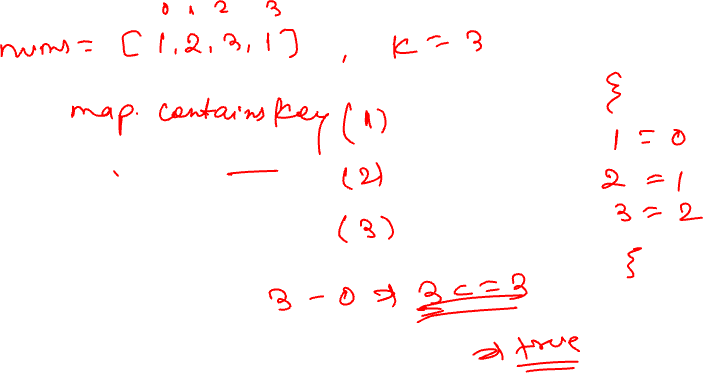 0 1 2 3
nums = [1,2,3,1] , k = 3
map.containsKey (1)
{
1 = 0
. — (2)
2 = 1
(3)
3 = 2
{
3 - 0 => 3 <= 3
=> true